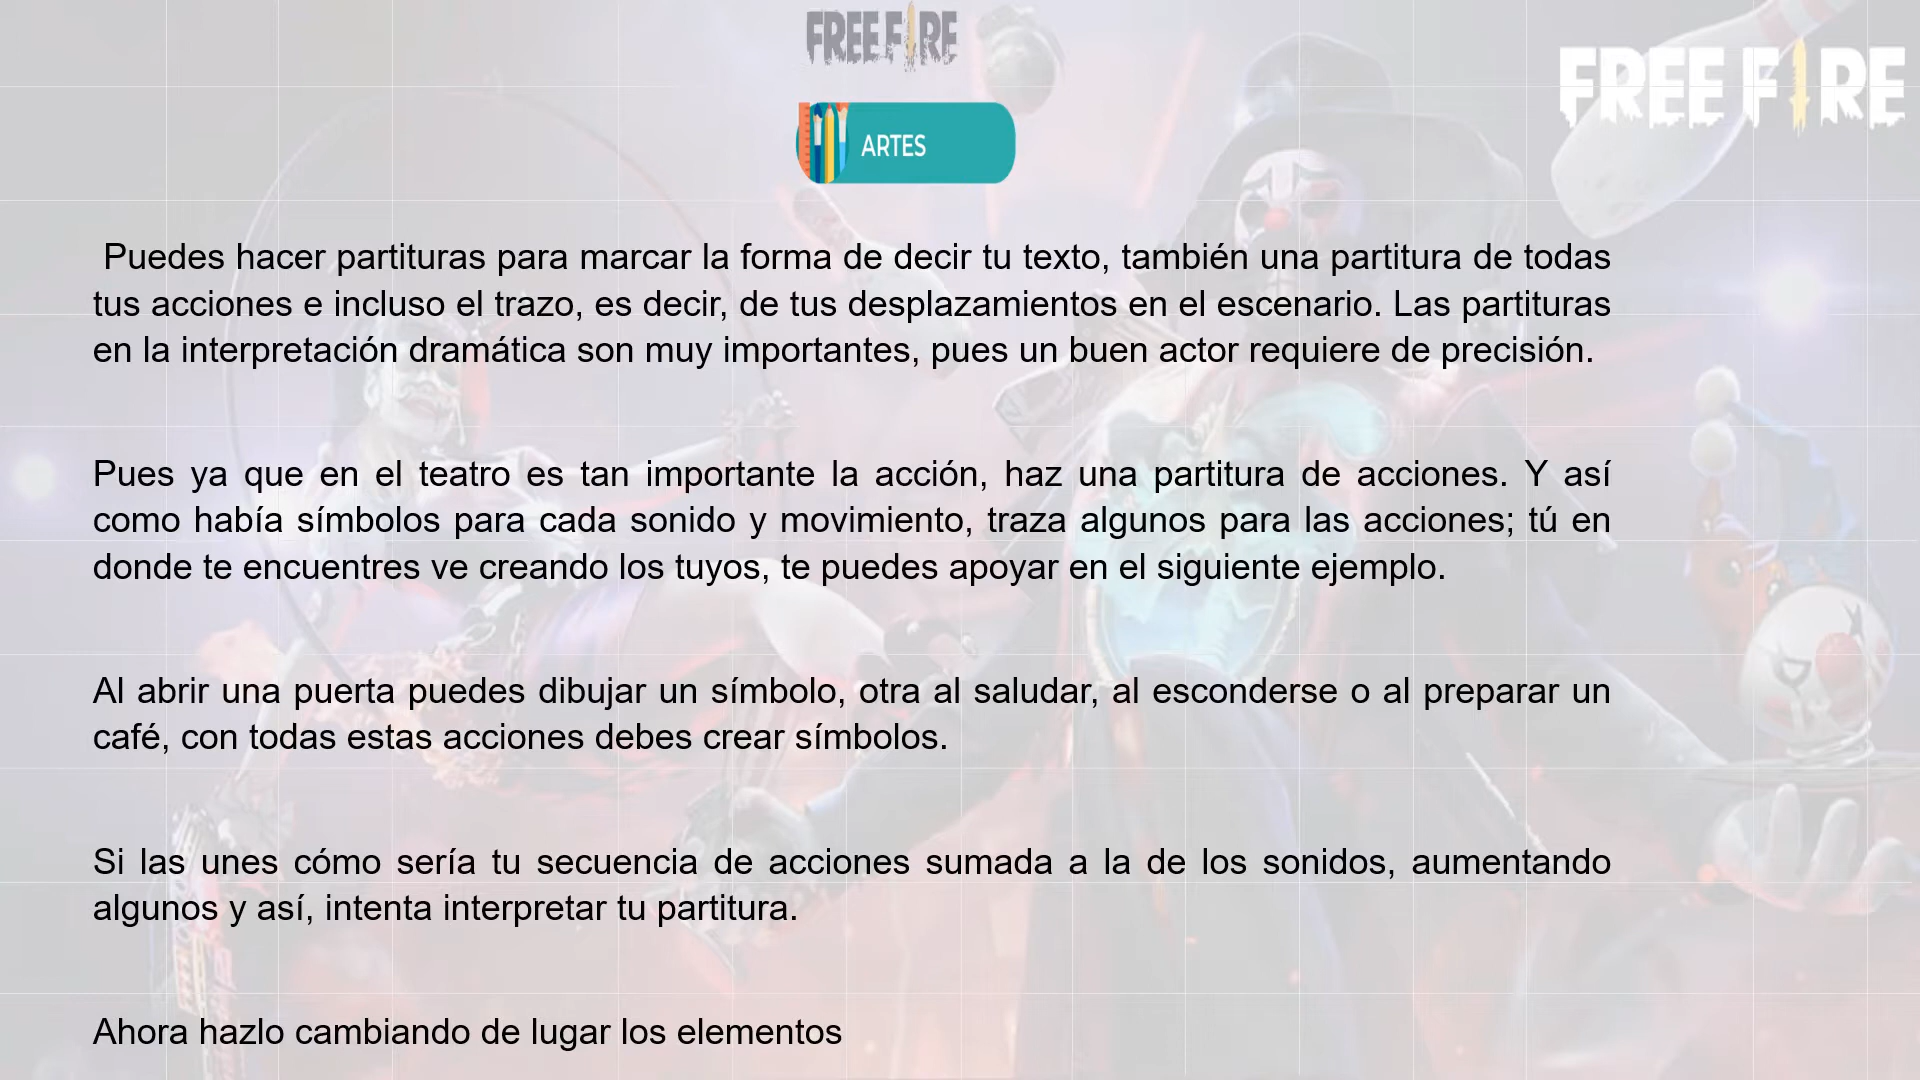 FREE FIRE
FREE FIRE
ARTES
Puedes hacer partituras para marcar la forma de decir tu texto, también una partitura de todas
tus acciones e incluso el trazo, es decir, de tus desplazamientos en el escenario. Las partituras
en la interpretación dramática son muy importantes, pues un buen actor requiere de precisión.
Pues ya que en el teatro es tan importante la acción, haz una partitura de acciones. Y así
como había símbolos para cada sonido y movimiento, traza algunos para las acciones; tú en
donde te encuentres ve creando los tuyos, te puedes apoyar en el siguiente ejemplo.
Al abrir una puerta puedes dibujar un símbolo, otra al saludar, al esconderse o al preparar un
café, con todas estas acciones debes crear símbolos.
Si las unes cómo sería tu secuencia de acciones sumada a la de los sonidos, aumentando
algunos y así, intenta interpretar tu partitura.
Ahora hazlo cambiando de lugar los elementos